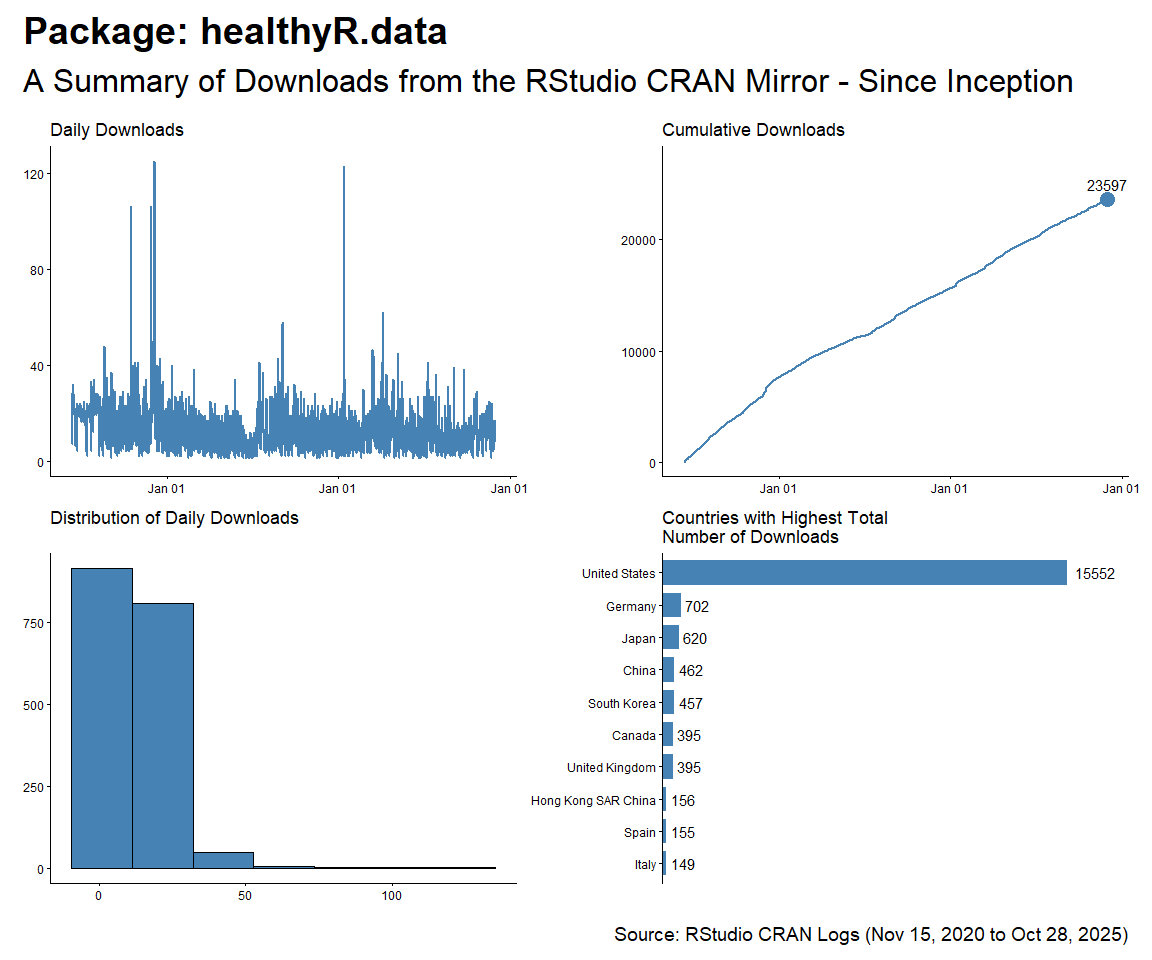 Package: healthyR.data
A Summary of Downloads from the RStudio CRAN Mirror - Since Inception
Daily Downloads
120
80
40
0
Jan 01
Jan 01
Jan 01
Cumulative Downloads
23597
20000
10000
0
Jan 01
Jan 01
Jan 01
Distribution of Daily Downloads
750
500
250
0
0
50
100
Countries with Highest Total
Number of Downloads
United States 15552
Germany 702
Japan 620
China 462
South Korea 457
Canada 395
United Kingdom 395
Hong Kong SAR China 156
Spain 155
Italy 149
Source: RStudio CRAN Logs (Nov 15, 2020 to Oct 28, 2025)